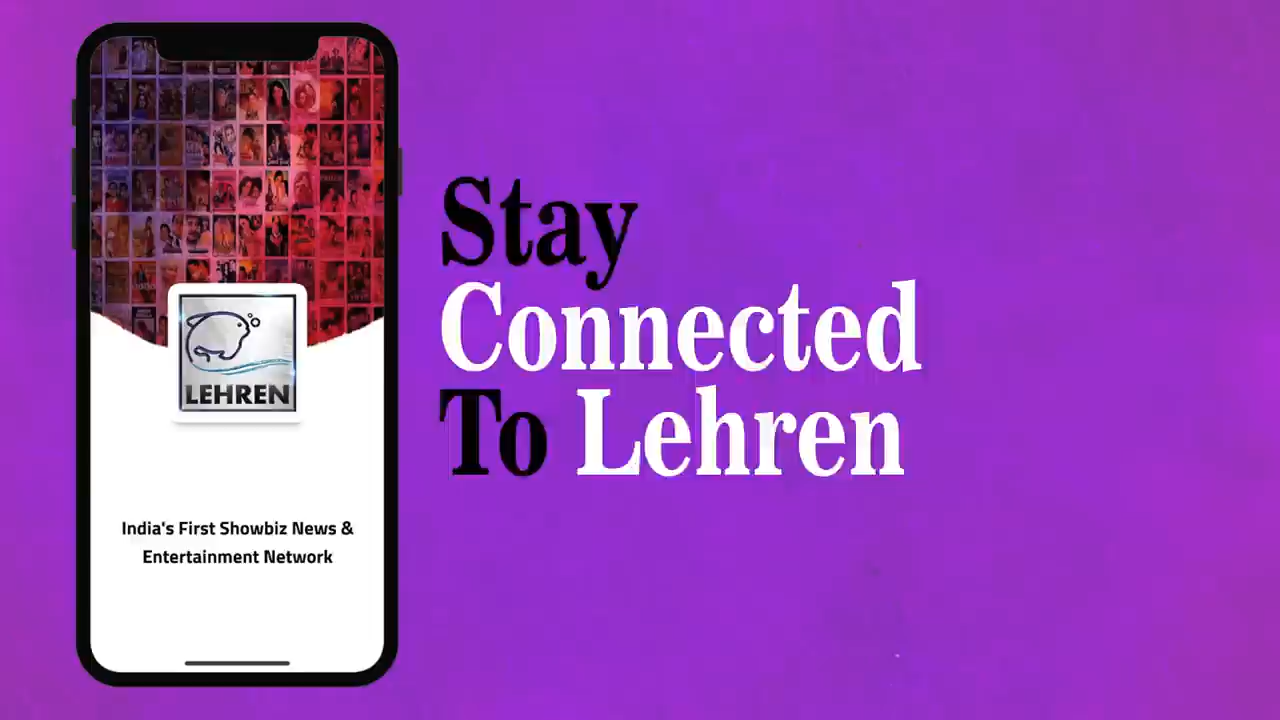 LEHREN
India's First Showbiz News &
Entertainment Network
Stay
Connected
To Lehren